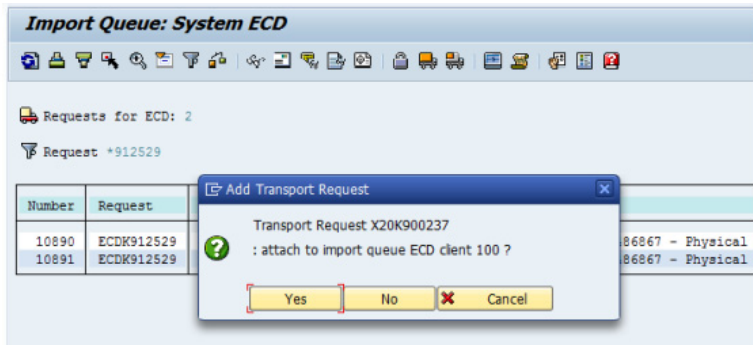 Import Queue: System ECD
Requests for ECD: 2
Request *912529
Add Transport Request
Number Request
Transport Request X20K900237
: attach to import queue ECD client 100 ?
10890 ECDK912529 86867 - Physical
10891 ECDK912529 86867 - Physical
Yes No Cancel